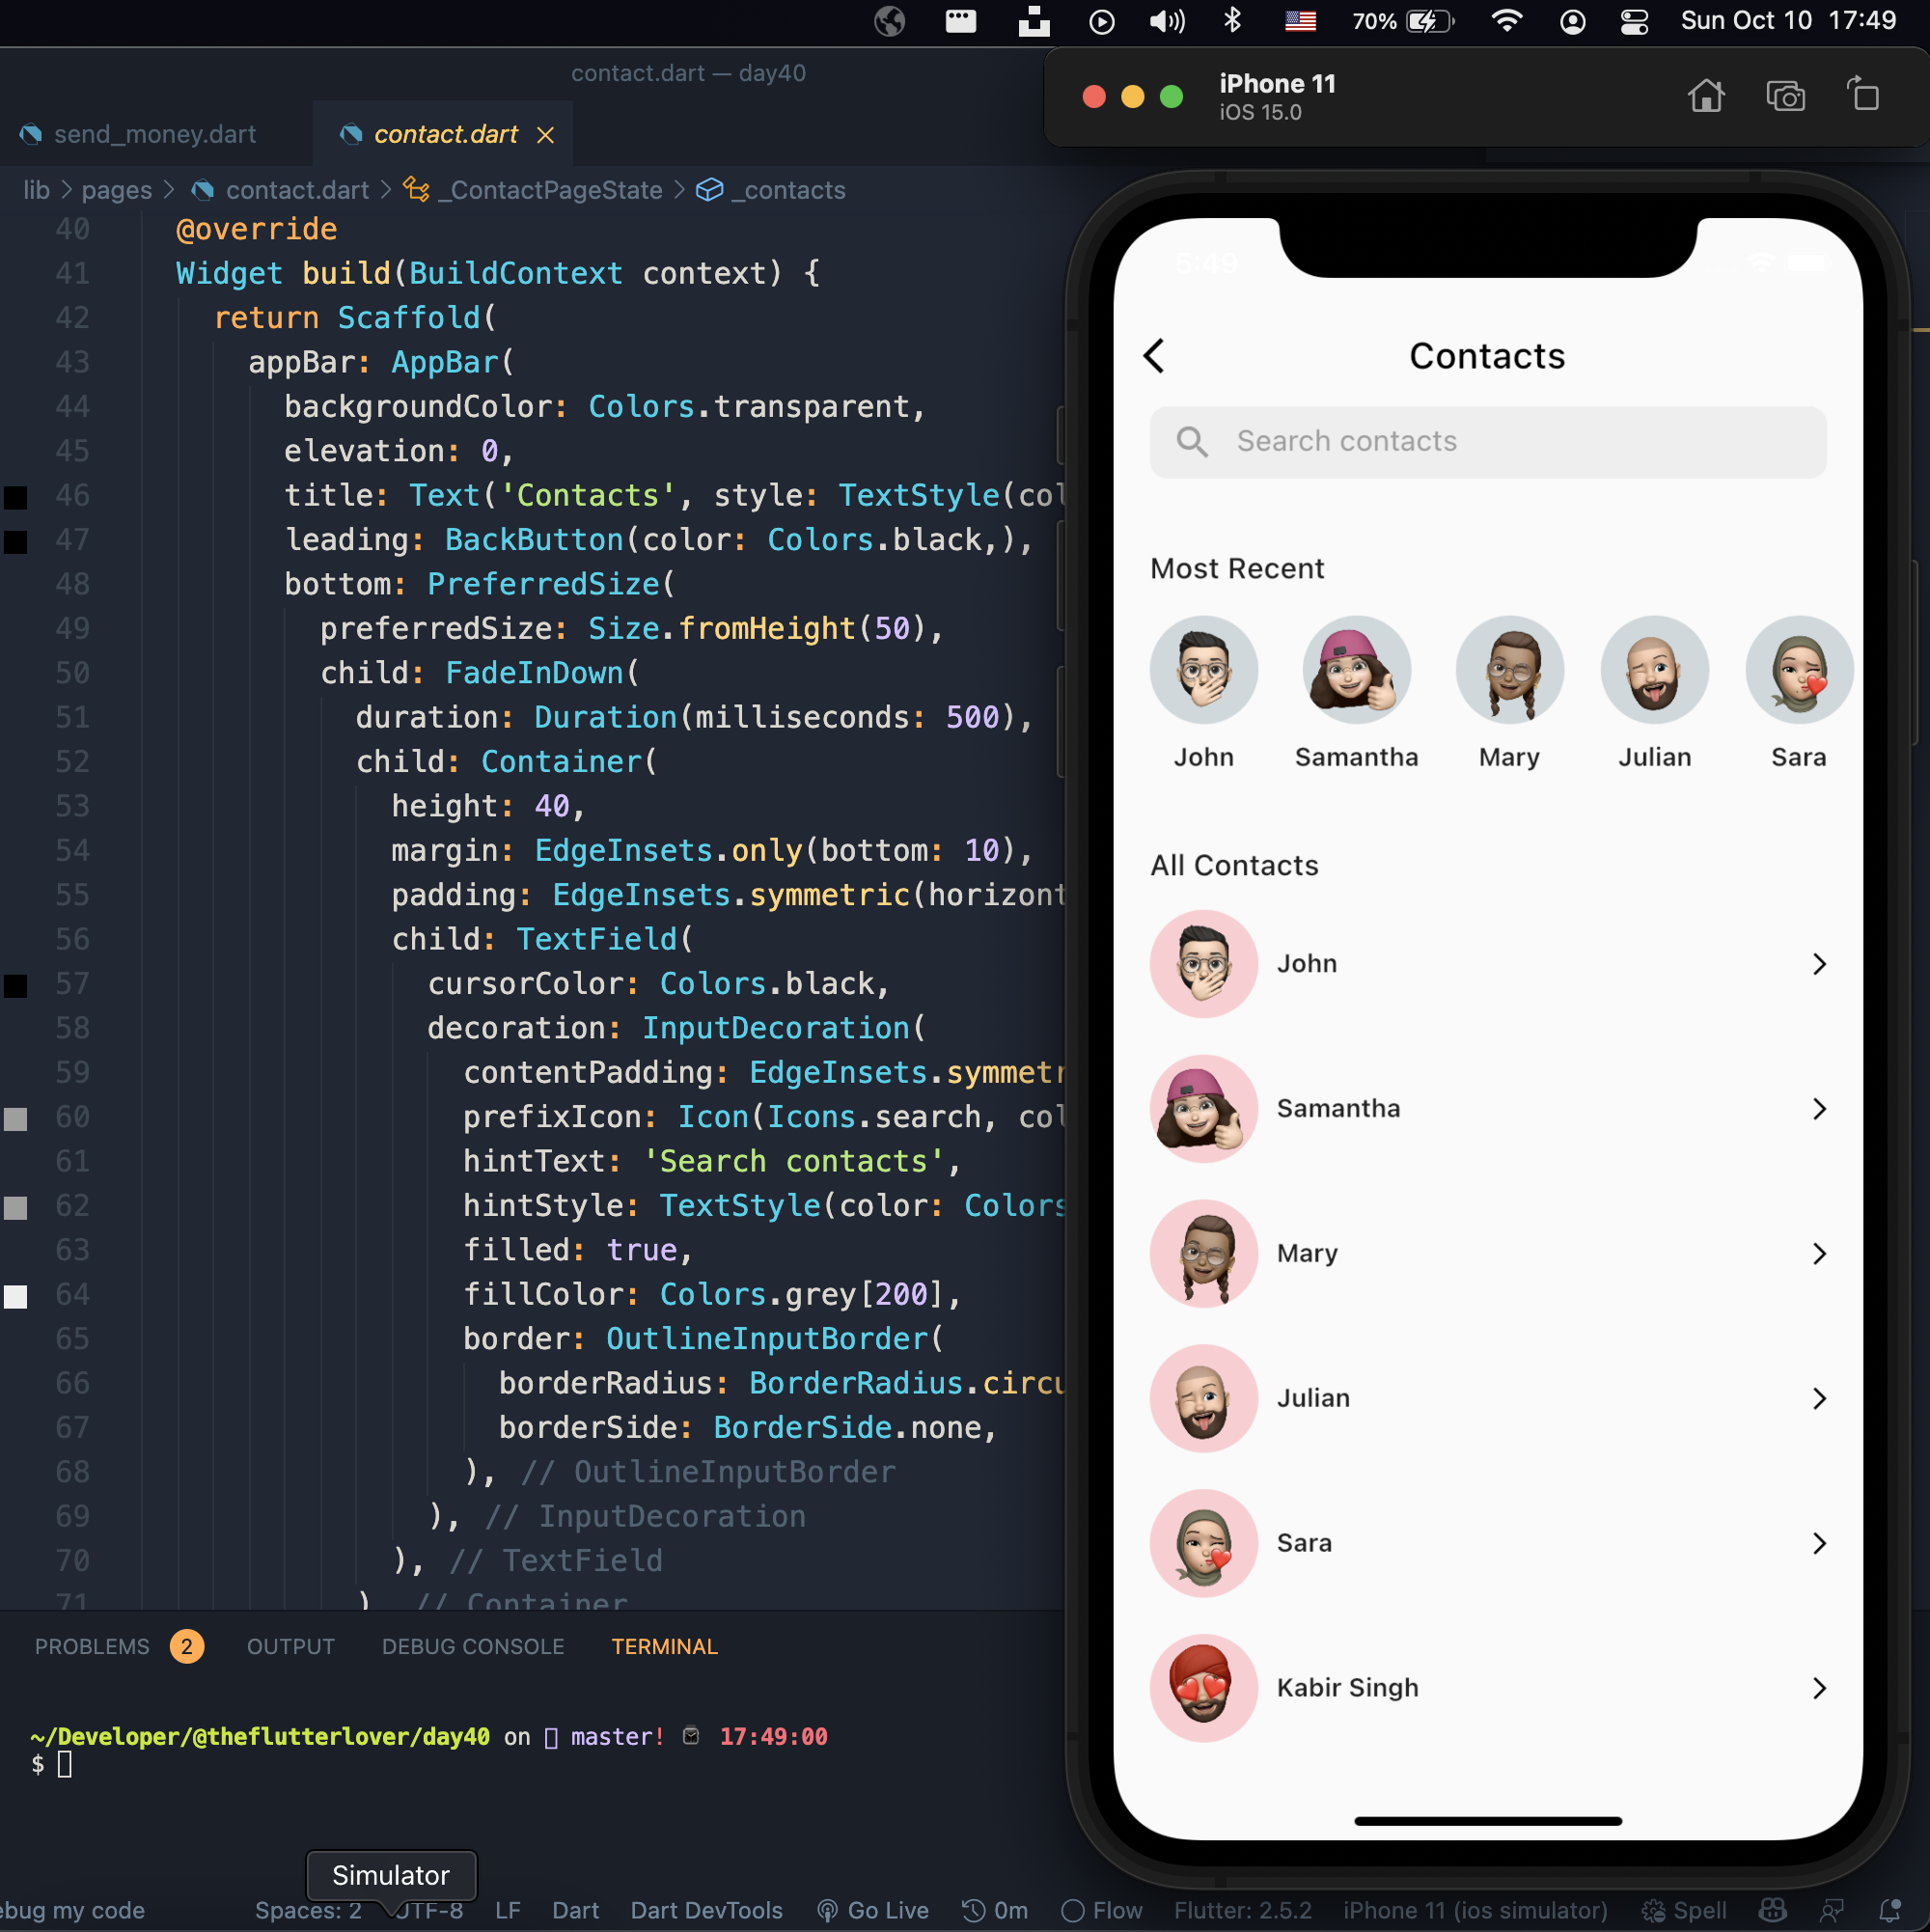 70% Sun Oct 10 17:49
contact.dart — day40
send_money.dart
contact.dart
lib > pages > contact.dart > _ContactPageState > _contacts
40 @override
41 Widget build(BuildContext context) {
42 return Scaffold(
43 appBar: AppBar(
44 backgroundColor: Colors.transparent,
45 elevation: 0,
46 title: Text('Contacts', style: TextStyle(col
47 leading: BackButton(color: Colors.black,),
48 bottom: PreferredSize(
49 preferredSize: Size.fromHeight(50),
50 child: FadeInDown(
51 duration: Duration(milliseconds: 500),
52 child: Container(
53 height: 40,
54 margin: EdgeInsets.only(bottom: 10),
55 padding: EdgeInsets.symmetric(horizont
56 child: TextField(
57 cursorColor: Colors.black,
58 decoration: InputDecoration(
59 contentPadding: EdgeInsets.symmetr
60 prefixIcon: Icon(Icons.search, col
61 hintText: 'Search contacts',
62 hintStyle: TextStyle(color: Colors
63 filled: true,
64 fillColor: Colors.grey[200],
65 border: OutlineInputBorder(
66 borderRadius: BorderRadius.circu
67 borderSide: BorderSide.none,
68 ), // OutlineInputBorder
69 ), // InputDecoration
70 ), // TextField
71 ) // Container
PROBLEMS 2 OUTPUT DEBUG CONSOLE TERMINAL
~/Developer/@theflutterlover/day40 on master! 17:49:00
$
Simulator
ebug my code Spaces: 2 UTF-8 LF Dart Dart DevTools Go Live 0m Flow Flutter: 2.5.2 iPhone 11 (ios simulator) Spell
iPhone 11
iOS 15.0
5:49
Contacts
Search contacts
Most Recent
John Samantha Mary Julian Sara
All Contacts
John
Samantha
Mary
Julian
Sara
Kabir Singh